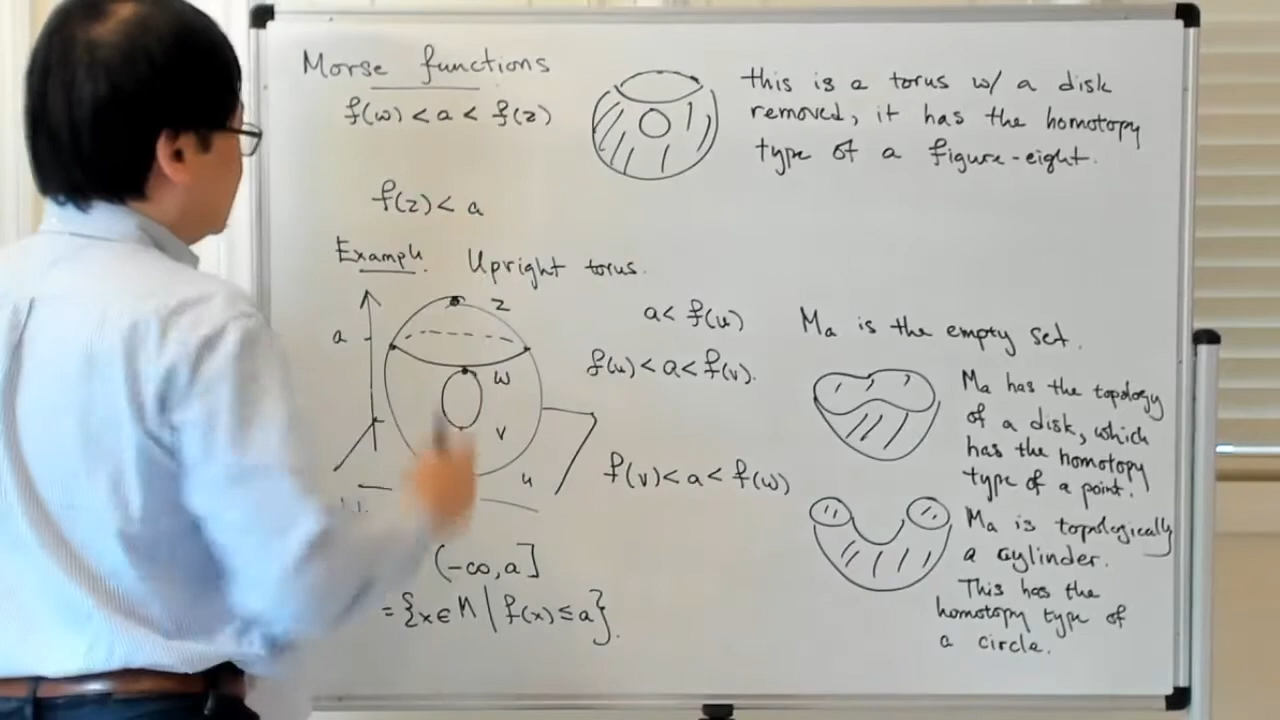 Morse functions
f(w) < a < f(z)
this is a torus w/ a disk
removed, it has the homotopy
type of a figure-eight.
f(z) < a
Example. Upright torus.
a
z
w
v
u
a < f(u)
Ma is the empty set.
f(u) < a < f(v).
Ma has the topology
of a disk, which
has the homotopy
type of a point.
f(v) < a < f(w)
Ma is topologically
a cylinder.
This has the
homotopy type of
a circle.
(-∞, a]
= {x ∈ M | f(x) ≤ a}.